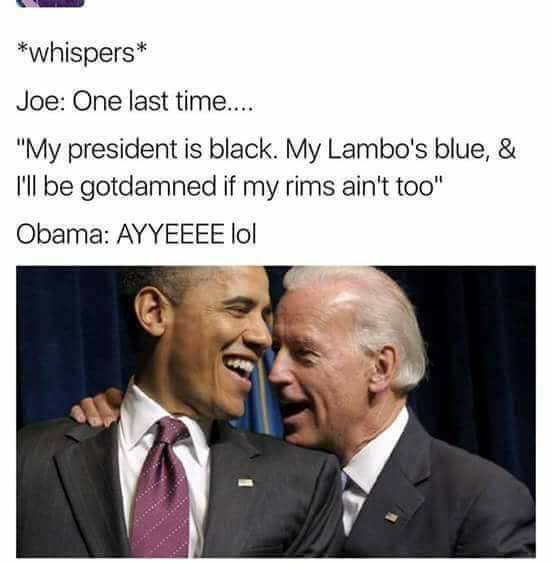 *whispers*
Joe: One last time....
"My president is black. My Lambo's blue, &
I'll be gotdamned if my rims ain't too"
Obama: AYYEEEE lol